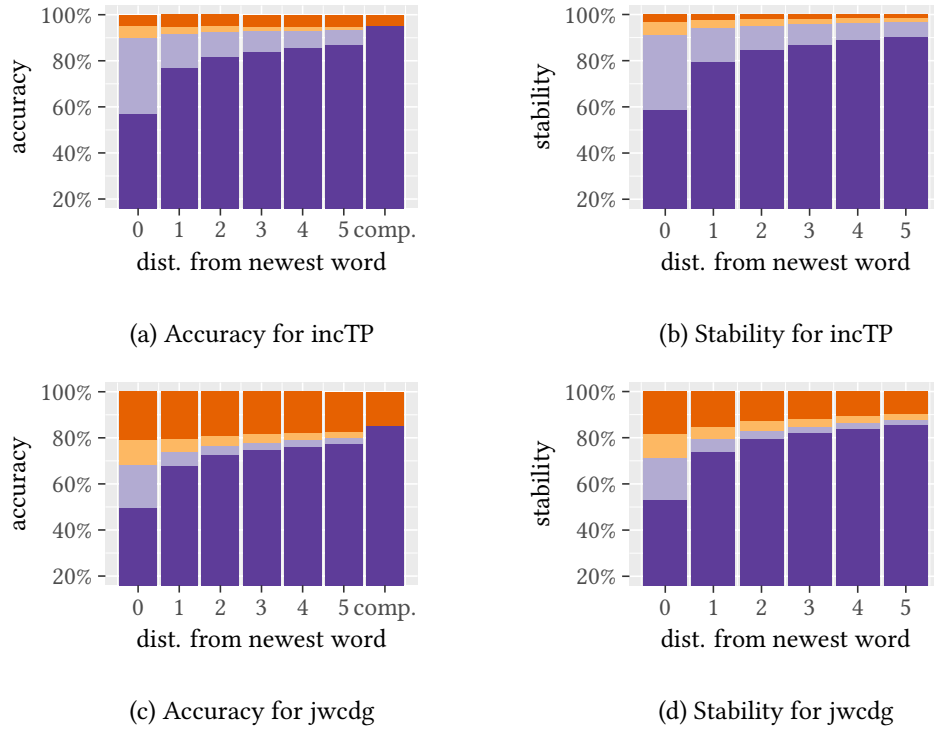 100%
80%
60%
40%
20%
accuracy
0 1 2 3 4 5 comp.
dist. from newest word
(a) Accuracy for incTP
100%
80%
60%
40%
20%
stability
0 1 2 3 4 5
dist. from newest word
(b) Stability for incTP
100%
80%
60%
40%
20%
accuracy
0 1 2 3 4 5 comp.
dist. from newest word
(c) Accuracy for jwcdg
100%
80%
60%
40%
20%
stability
0 1 2 3 4 5
dist. from newest word
(d) Stability for jwcdg